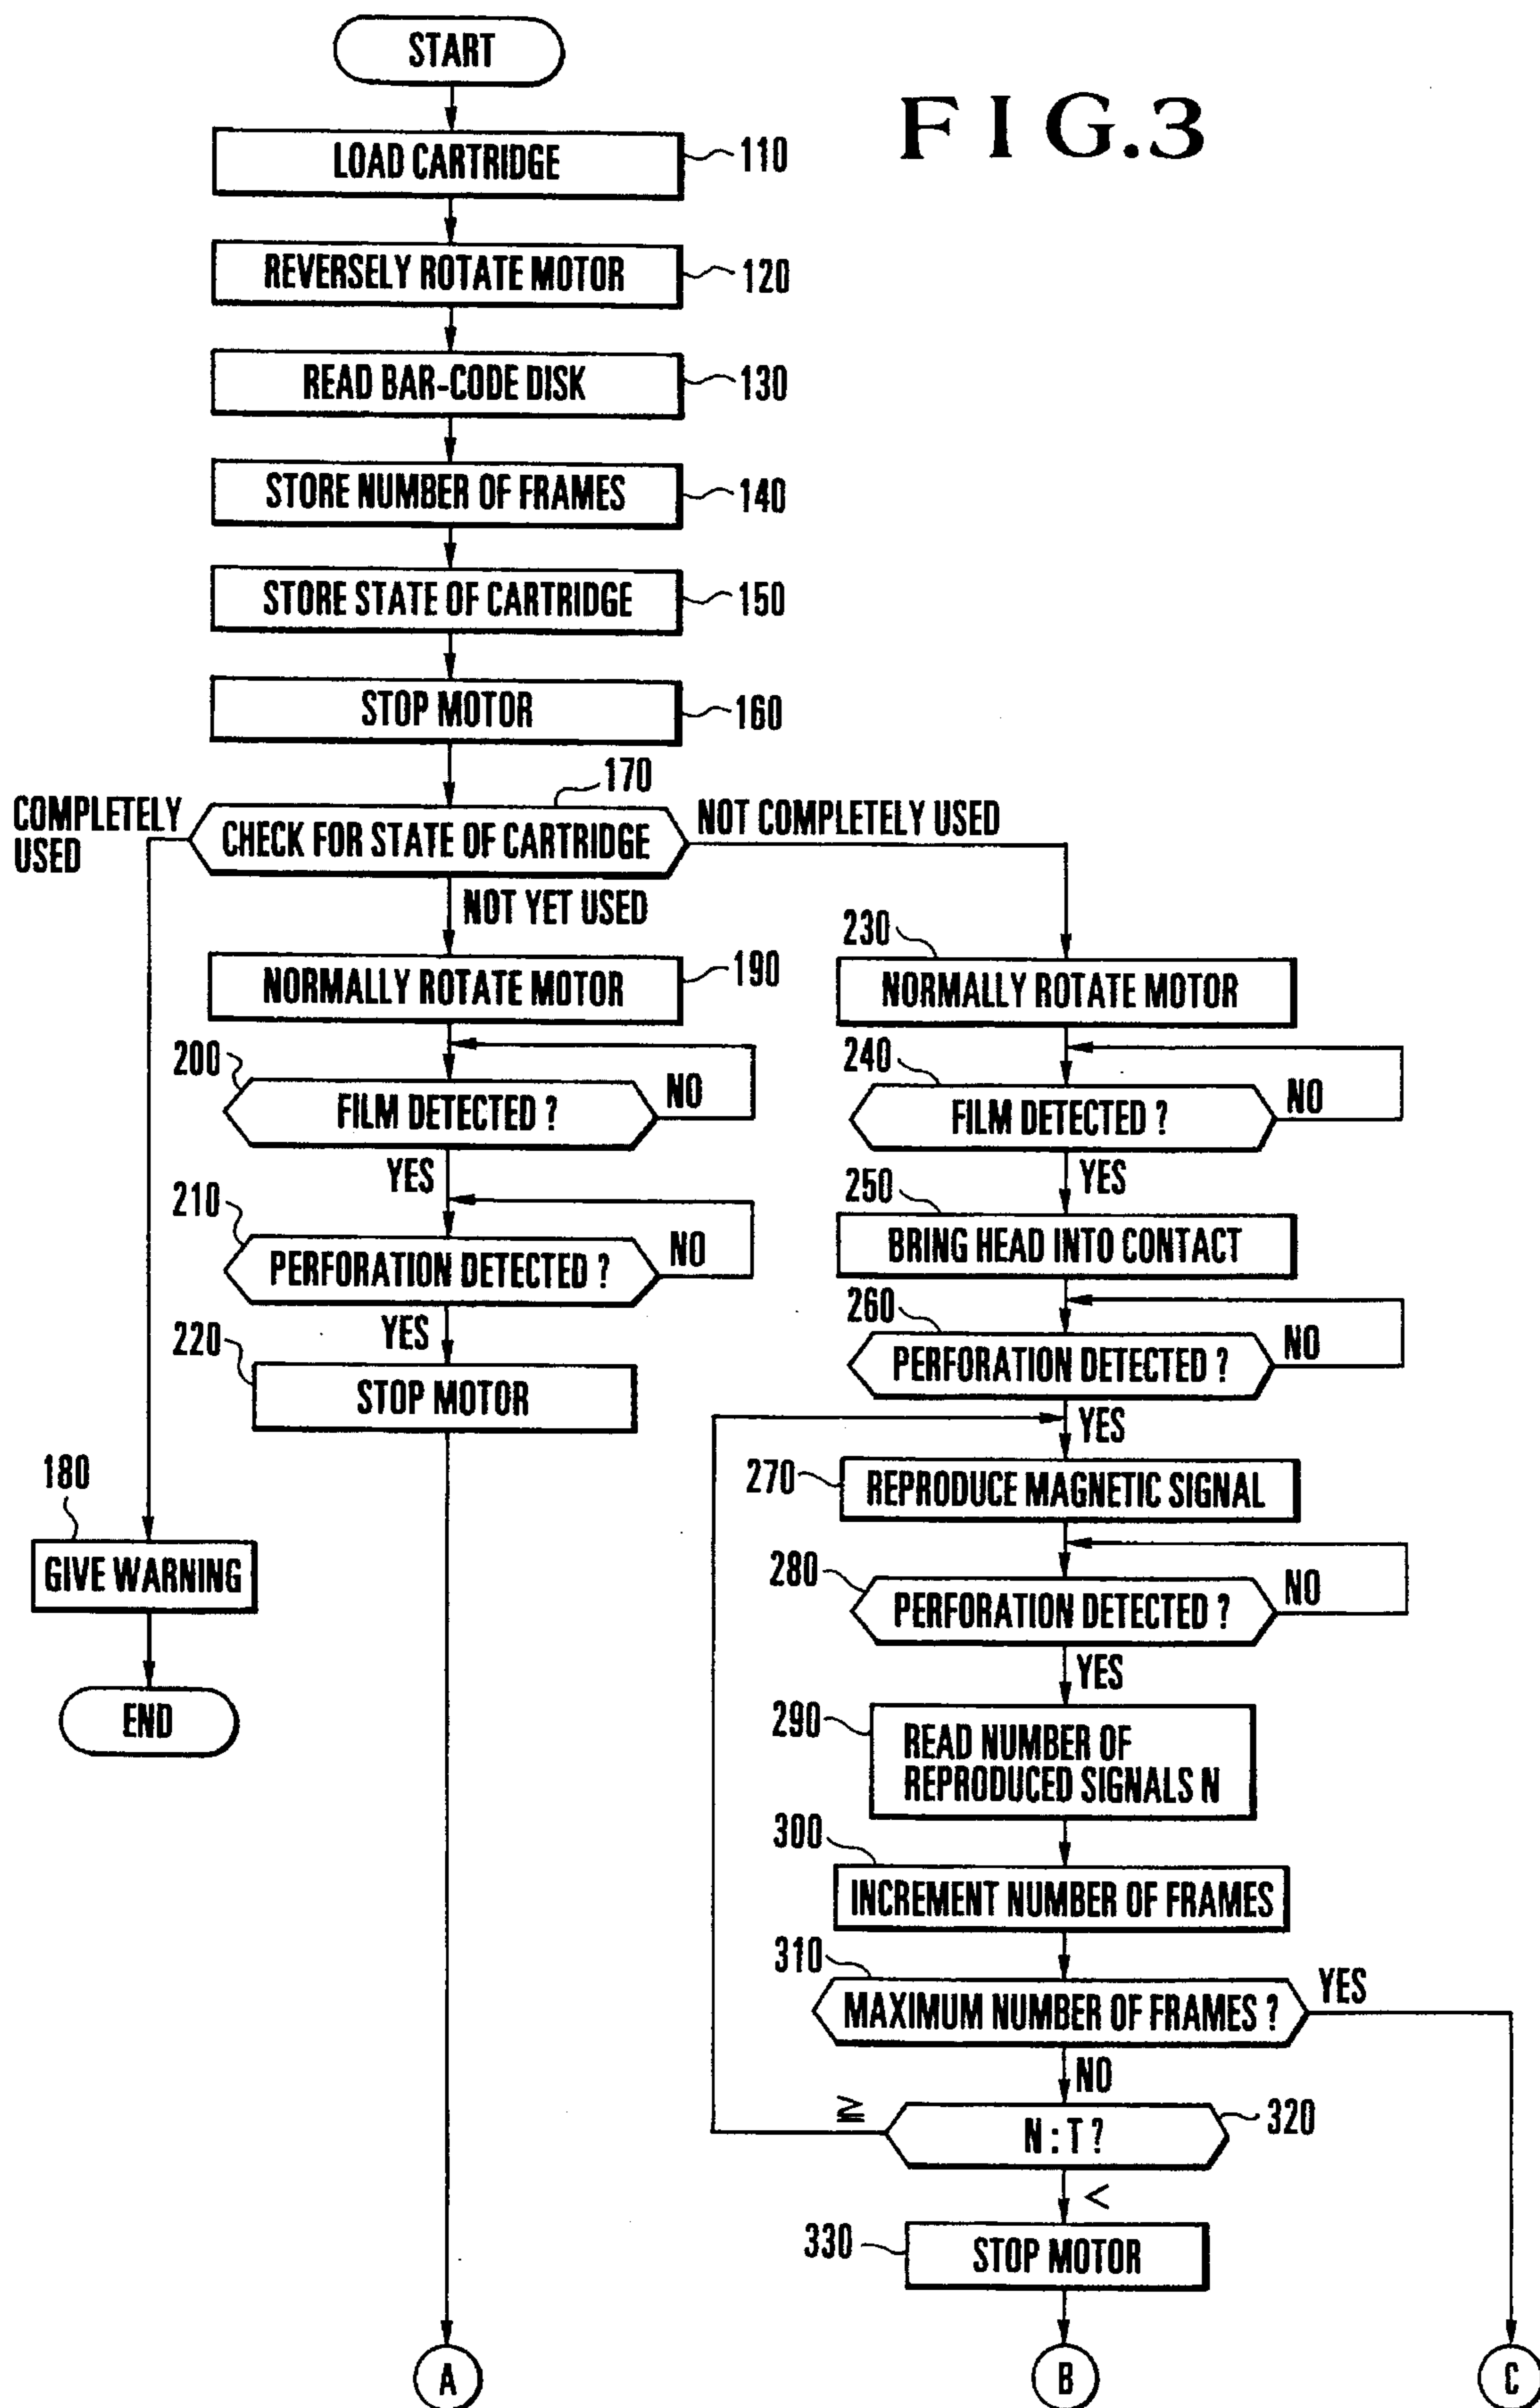 START
FIG.3
LOAD CARTRIDGE
110
REVERSELY ROTATE MOTOR
120
READ BAR-CODE DISK
130
STORE NUMBER OF FRAMES
140
STORE STATE OF CARTRIDGE
150
STOP MOTOR
160
170
COMPLETELY
USED
CHECK FOR STATE OF CARTRIDGE
NOT COMPLETELY USED
NOT YET USED
190
NORMALLY ROTATE MOTOR
200
FILM DETECTED ?
NO
YES
210
PERFORATION DETECTED ?
NO
YES
220
STOP MOTOR
180
GIVE WARNING
END
230
NORMALLY ROTATE MOTOR
240
FILM DETECTED ?
NO
YES
250
BRING HEAD INTO CONTACT
260
PERFORATION DETECTED ?
NO
YES
270
REPRODUCE MAGNETIC SIGNAL
280
PERFORATION DETECTED ?
NO
YES
290
READ NUMBER OF
REPRODUCED SIGNALS N
300
INCREMENT NUMBER OF FRAMES
310
MAXIMUM NUMBER OF FRAMES ?
YES
NO
≧
N : T ?
320
<
330
STOP MOTOR
A
B
C